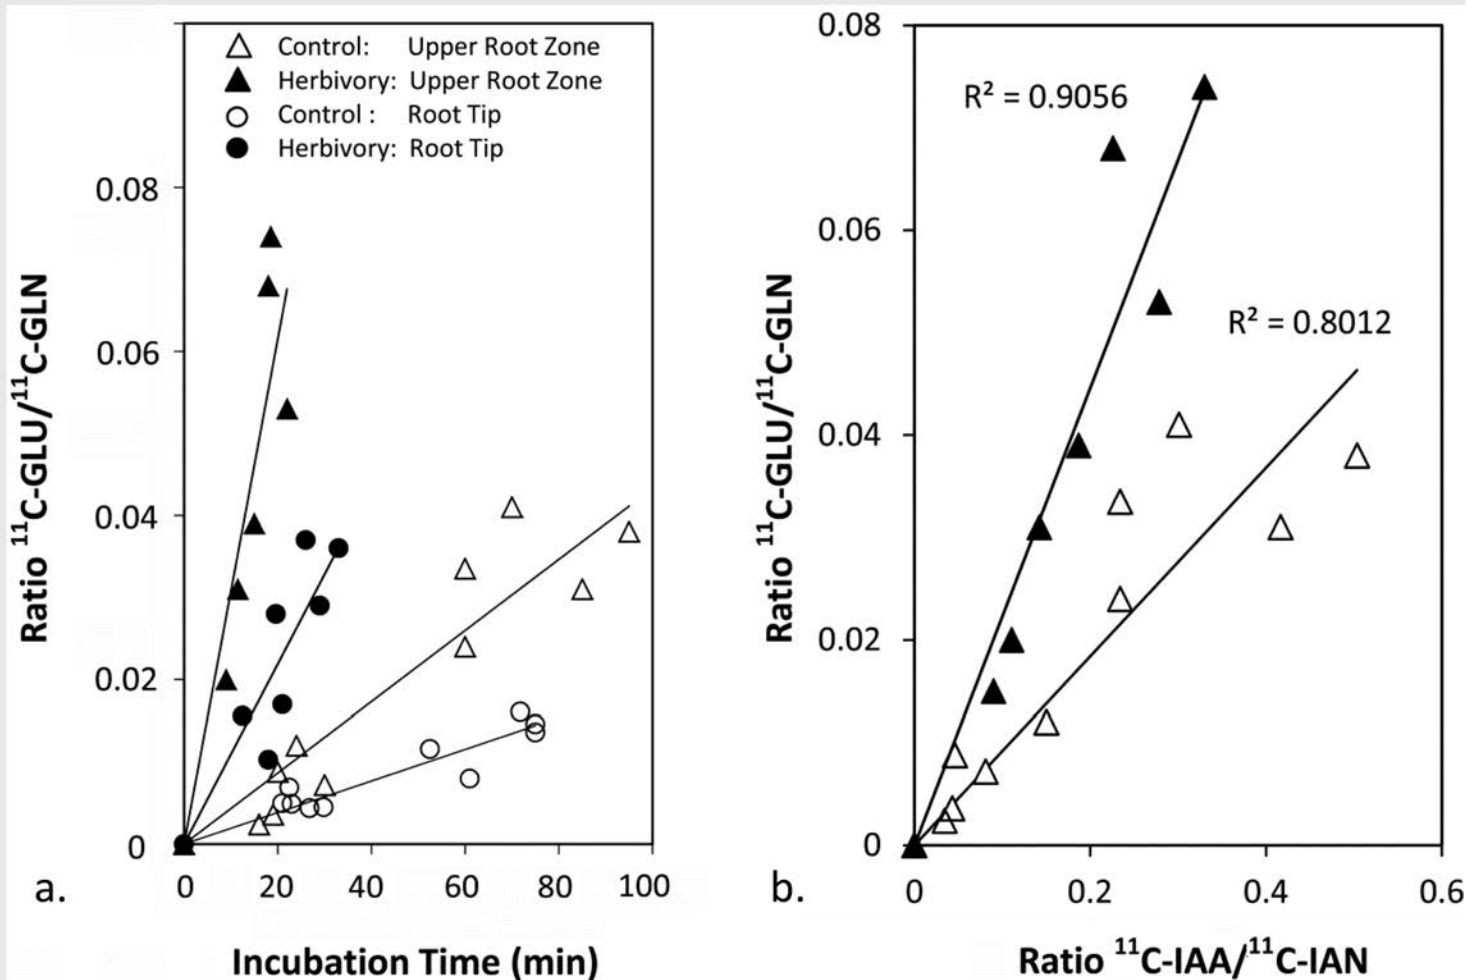 Control: Upper Root Zone
Herbivory: Upper Root Zone
Control : Root Tip
Herbivory: Root Tip
0.08
0.06
0.04
0.02
0
0 20 40 60 80 100
Ratio ¹¹C-GLU/¹¹C-GLN
Incubation Time (min)
a.
R² = 0.9056
R² = 0.8012
0.08
0.06
0.04
0.02
0
0 0.2 0.4 0.6
Ratio ¹¹C-GLU/¹¹C-GLN
Ratio ¹¹C-IAA/¹¹C-IAN
b.